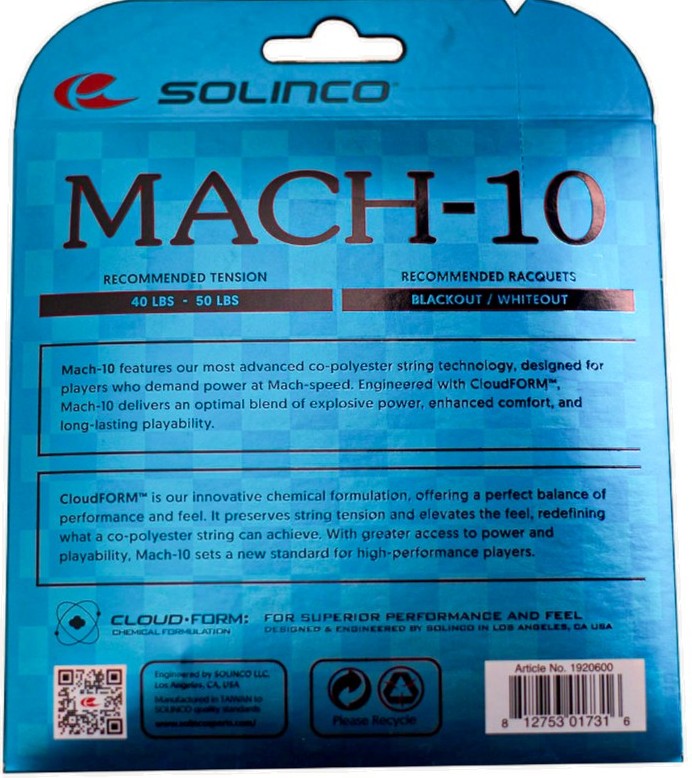 SOLINCO
MACH-10
RECOMMENDED TENSION
40 LBS - 50 LBS
RECOMMENDED RACQUETS
BLACKOUT / WHITEOUT
Mach-10 features our most advanced co-polyester string technology, designed for
players who demand power at Mach-speed. Engineered with CloudFORM™,
Mach-10 delivers an optimal blend of explosive power, enhanced comfort, and
long-lasting playability.
CloudFORM™ is our innovative chemical formulation, offering a perfect balance of
performance and feel. It preserves string tension and elevates the feel, redefining
what a co-polyester string can achieve. With greater access to power and
playability, Mach-10 sets a new standard for high-performance players.
CLOUD•FORM:
CHEMICAL FORMULATION
FOR SUPERIOR PERFORMANCE AND FEEL
DESIGNED & ENGINEERED BY SOLINCO IN LOS ANGELES, CA USA
Engineered by SOLINCO LLC,
Los Angeles, CA, USA
Manufactured in TAIWAN to
SOLINCO quality standards
www.solincosports.com/
Please Recycle
Article No. 1920600
8 12753 01731 6